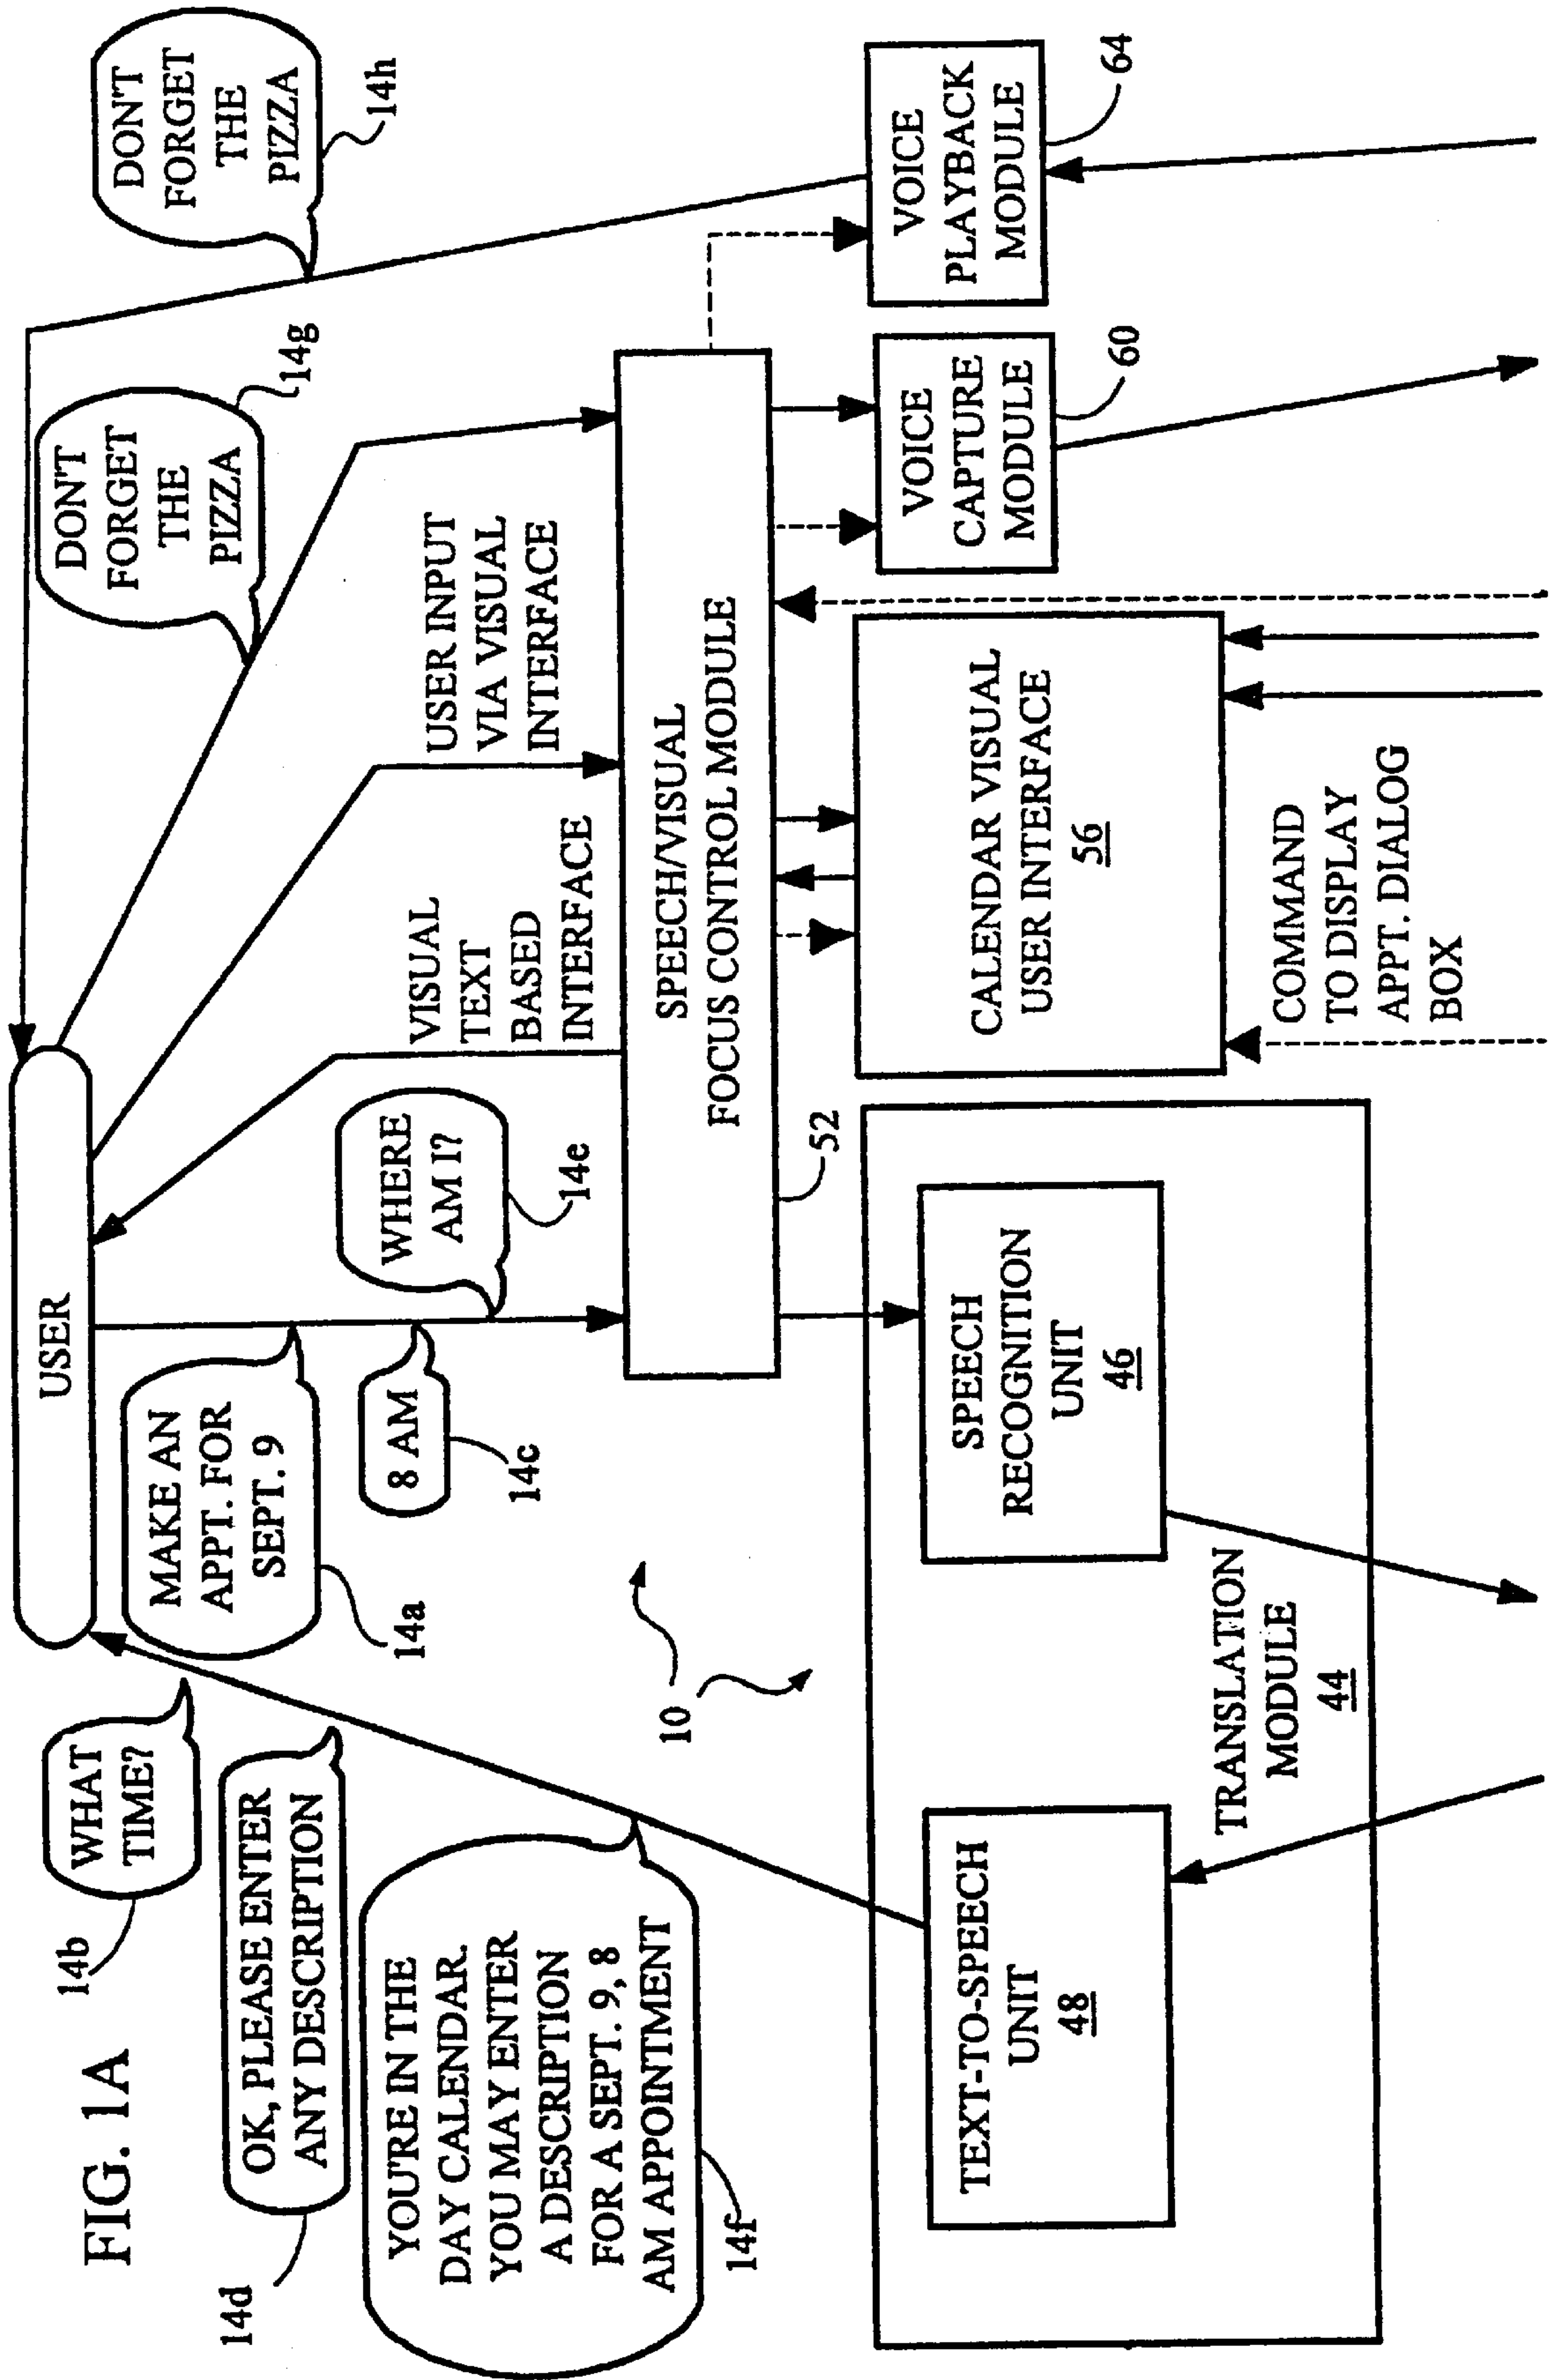 FIG. 1A
USER
14b
WHAT
TIME?
14d
OK, PLEASE ENTER
ANY DESCRIPTION
YOU'RE IN THE
DAY CALENDAR.
YOU MAY ENTER
A DESCRIPTION
FOR A SEPT. 9, 8
AM APPOINTMENT
14f
MAKE AN
APPT. FOR
SEPT. 9
14a
8 AM
14c
WHERE
AM I?
14e
VISUAL
TEXT
BASED
INTERFACE
USER INPUT
VIA VISUAL
INTERFACE
DON'T
FORGET
THE
PIZZA
14g
DON'T
FORGET
THE
PIZZA
14h
10
SPEECH/VISUAL
FOCUS CONTROL MODULE
52
TEXT-TO-SPEECH
UNIT
48
SPEECH
RECOGNITION
UNIT
46
TRANSLATION
MODULE
44
CALENDAR VISUAL
USER INTERFACE
56
COMMAND
TO DISPLAY
APPT. DIALOG
BOX
VOICE
CAPTURE
MODULE
60
VOICE
PLAYBACK
MODULE
64